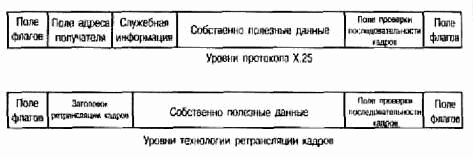 Поле флагов
Поле адреса получателя
Служебная информация
Собственно полезные данные
Поле проверки последовательности кадров
Поле флагов
Уровни протокола X.25
Поле флагов
Заголовок ретрансляции кадров
Собственно полезные данные
Поле проверки последовательности кадров
Поле флагов
Уровни технологии ретрансляции кадров